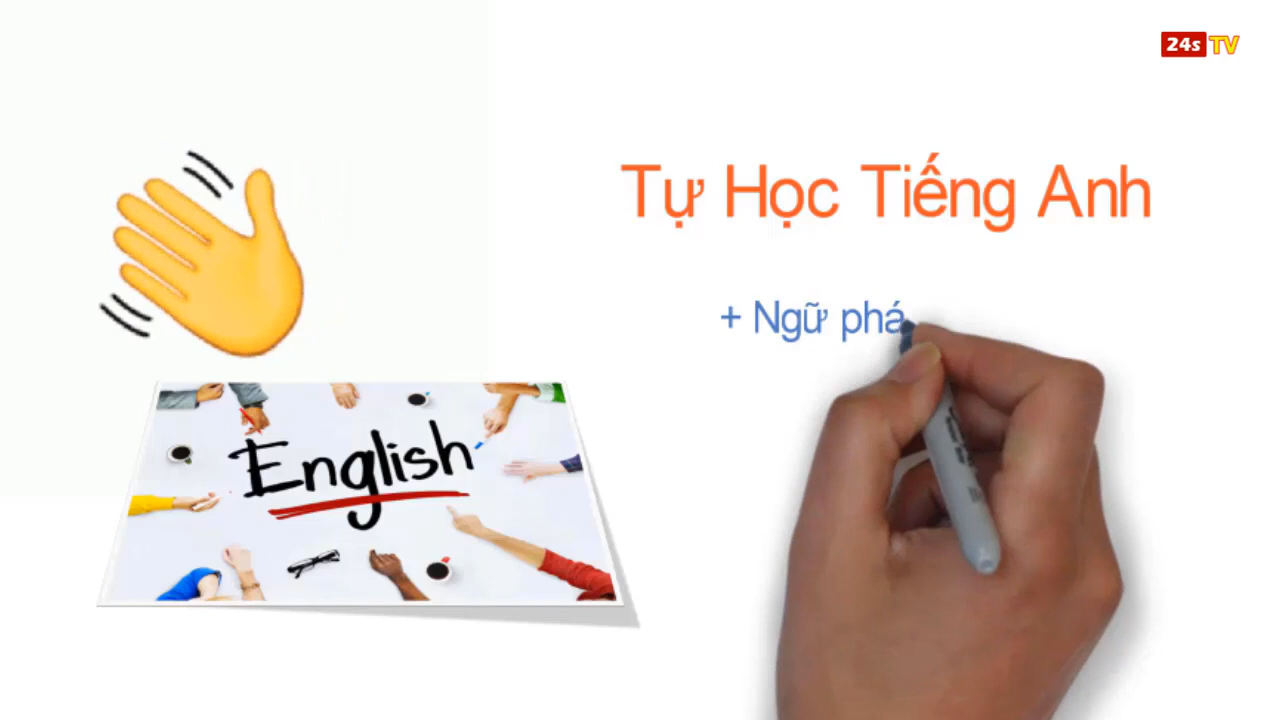 24s TV
Tự Học Tiếng Anh
+ Ngữ phá
English